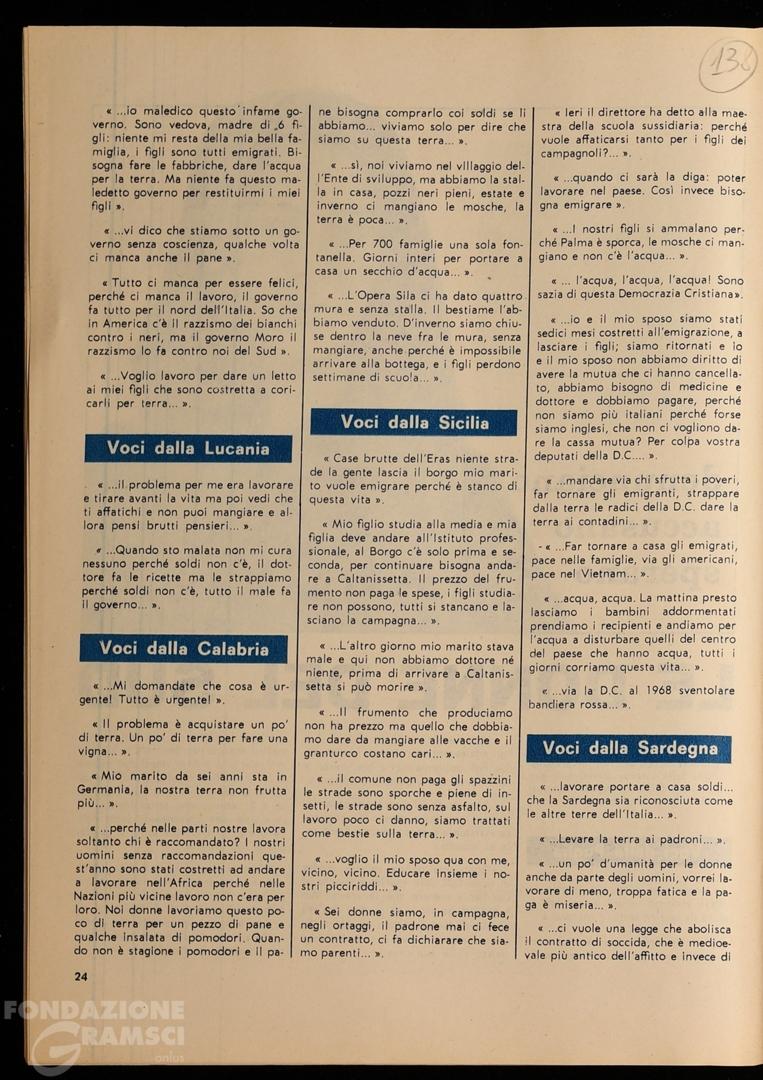 136
« ...io maledico questo infame go-
verno. Sono vedova, madre di 6 fi-
gli: niente mi resta della mia bella fa-
miglia, i figli sono tutti emigrati. Bi-
sogna fare le fabbriche, dare l'acqua
per la terra. Ma niente fa questo ma-
ledetto governo per restituirmi i miei
figli ».
« ...vi dico che stiamo sotto un go-
verno senza coscienza, qualche volta
ci manca anche il pane ».
« Tutto ci manca per essere felici,
perché ci manca il lavoro, il governo
fa tutto per il nord dell'Italia. So che
in America c'è il razzismo dei bianchi
contro i neri, ma il governo Moro il
razzismo lo fa contro noi del Sud ».
« ...Voglio lavoro per dare un letto
ai miei figli che sono costretta a cori-
carli per terra... ».
Voci dalla Lucania
« ...il problema per me era lavorare
e tirare avanti la vita ma poi vedi che
ti affatichi e non puoi mangiare e al-
lora pensi brutti pensieri... ».
« ...Quando sto malata non mi cura
nessuno perché soldi non c'è, il dot-
tore fa le ricette ma le strappiamo
perché soldi non c'è, tutto il male fa
il governo... ».
Voci dalla Calabria
« ...Mi domandate che cosa è ur-
gente! Tutto è urgente! ».
« Il problema è acquistare un po'
di terra. Un po' di terra per fare una
vigna... ».
« Mio marito da sei anni sta in
Germania, la nostra terra non frutta
più... ».
« ...perché nelle parti nostre lavora
soltanto chi è raccomandato? I nostri
uomini senza raccomandazioni que-
st'anno sono stati costretti ad andare
a lavorare nell'Africa perché nelle
Nazioni più vicine lavoro non c'era per
loro. Noi donne lavoriamo questo po-
co di terra per un pezzo di pane e
qualche insalata di pomodori. Quan-
do non è stagione i pomodori e il pa-
ne bisogna comprarlo coi soldi se li
abbiamo... viviamo solo per dire che
siamo su questa terra... ».
« ...sì, noi viviamo nel villlaggio del-
l'Ente di sviluppo, ma abbiamo la stal-
la in casa, pozzi neri pieni, estate e
inverno ci mangiano le mosche, la
terra è poca... ».
« ...Per 700 famiglie una sola fon-
tanella. Giorni interi per portare a
casa un secchio d'acqua... ».
« ...L'Opera Sila ci ha dato quattro
mura e senza stalla. Il bestiame l'ab-
biamo venduto. D'inverno siamo chiu-
se dentro la neve fra le mura, senza
mangiare, anche perché è impossibile
arrivare alla bottega, e i figli perdono
settimane di scuola... ».
Voci dalla Sicilia
« Case brutte dell'Eras niente stra-
de la gente lascia il borgo mio mari-
to vuole emigrare perché è stanco di
questa vita ».
« Mio figlio studia alla media e mia
figlia deve andare all'Istituto profes-
sionale, al Borgo c'è solo prima e se-
conda, per continuare bisogna anda-
re a Caltanissetta. Il prezzo del fru-
mento non paga le spese, i figli studia-
re non possono, tutti si stancano e la-
sciano la campagna... ».
« ...L'altro giorno mio marito stava
male e qui non abbiamo dottore né
niente, prima di arrivare a Caltanis-
setta si può morire ».
« ...Il frumento che produciamo
non ha prezzo ma quello che dobbia-
mo dare da mangiare alle vacche e il
granturco costano cari... ».
« ...il comune non paga gli spazzini
le strade sono sporche e piene di in-
setti, le strade sono senza asfalto, sul
lavoro poco ci danno, siamo trattati
come bestie sulla terra... ».
« ...voglio il mio sposo qua con me,
vicino, vicino. Educare insieme i no-
stri picciriddi... ».
« Sei donne siamo, in campagna,
negli ortaggi, il padrone mai ci fece
un contratto, ci fa dichiarare che sia-
mo parenti... ».
« Ieri il direttore ha detto alla mae-
stra della scuola sussidiaria: perché
vuole affaticarsi tanto per i figli dei
campagnoli?... ».
« ...quando ci sarà la diga: poter
lavorare nel paese. Così invece biso-
gna emigrare ».
« ...I nostri figli si ammalano per-
ché Palma è sporca, le mosche ci man-
giano e non c'è l'acqua... ».
« ... l'acqua, l'acqua, l'acqua! Sono
sazia di questa Democrazia Cristiana».
« ...io e il mio sposo siamo stati
sedici mesi costretti all'emigrazione, a
lasciare i figli; siamo ritornati e io
e il mio sposo non abbiamo diritto di
avere la mutua che ci hanno cancella-
to, abbiamo bisogno di medicine e
dottore e dobbiamo pagare, perché
non siamo più italiani perché forse
siamo inglesi, che non ci vogliono da-
re la cassa mutua? Per colpa vostra
deputati della D.C.... ».
« ...mandare via chi sfrutta i poveri,
far tornare gli emigranti, strappare
dalla terra le radici della D.C. dare la
terra ai contadini... ».
- « ...Far tornare a casa gli emigrati,
pace nelle famiglie, via gli americani,
pace nel Vietnam... ».
« ...acqua, acqua. La mattina presto
lasciamo i bambini addormentati
prendiamo i recipienti e andiamo per
l'acqua a disturbare quelli del centro
del paese che hanno acqua, tutti i
giorni corriamo questa vita... ».
« ...via la D.C. al 1968 sventolare
bandiera rossa... ».
Voci dalla Sardegna
« ...lavorare portare a casa soldi...
che la Sardegna sia riconosciuta come
le altre terre dell'Italia... ».
« ...Levare la terra ai padroni... ».
« ...un po' d'umanità per le donne
anche da parte degli uomini, vorrei la-
vorare di meno, troppa fatica e la pa-
ga è miseria... ».
« ...ci vuole una legge che abolisca
il contratto di soccida, che è medioe-
vale più antico dell'affitto e invece di
24
FONDAZIONE
GRAMSCI
onlus